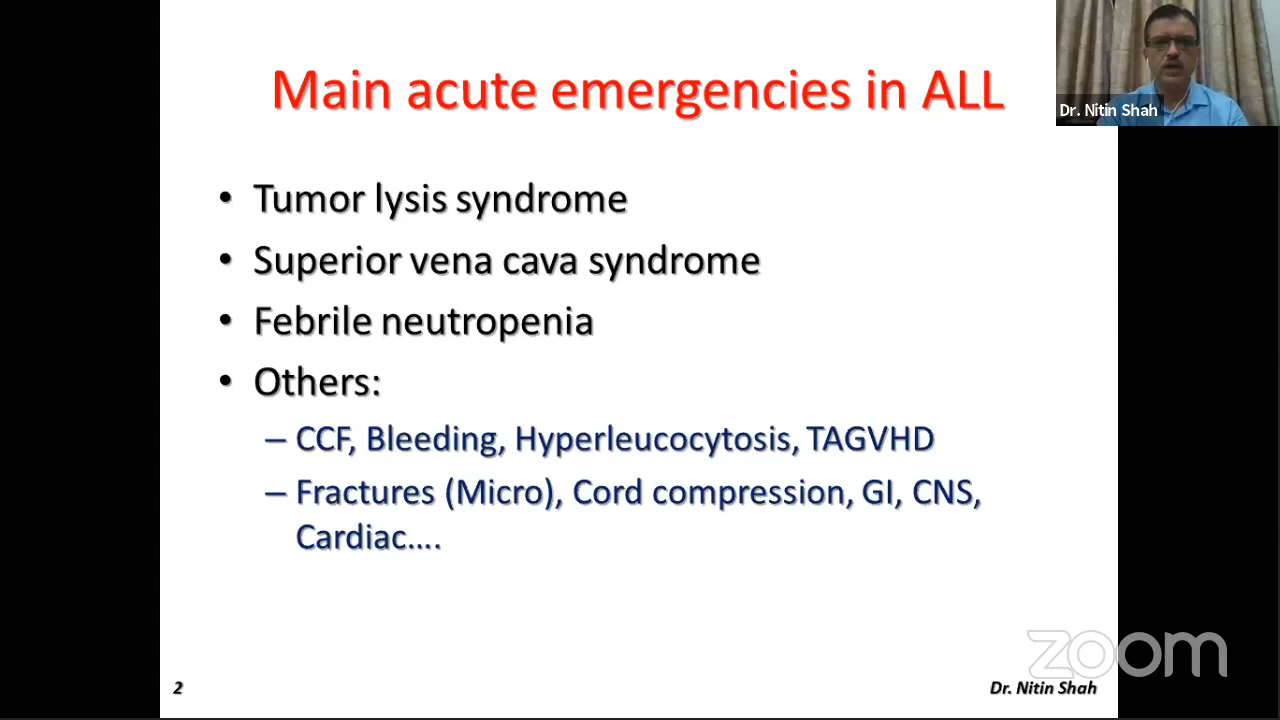 Main acute emergencies in ALL
Dr. Nitin Shah
• Tumor lysis syndrome
• Superior vena cava syndrome
• Febrile neutropenia
• Others:
– CCF, Bleeding, Hyperleucocytosis, TAGVHD
– Fractures (Micro), Cord compression, GI, CNS,
Cardiac....
zoom
2
Dr. Nitin Shah